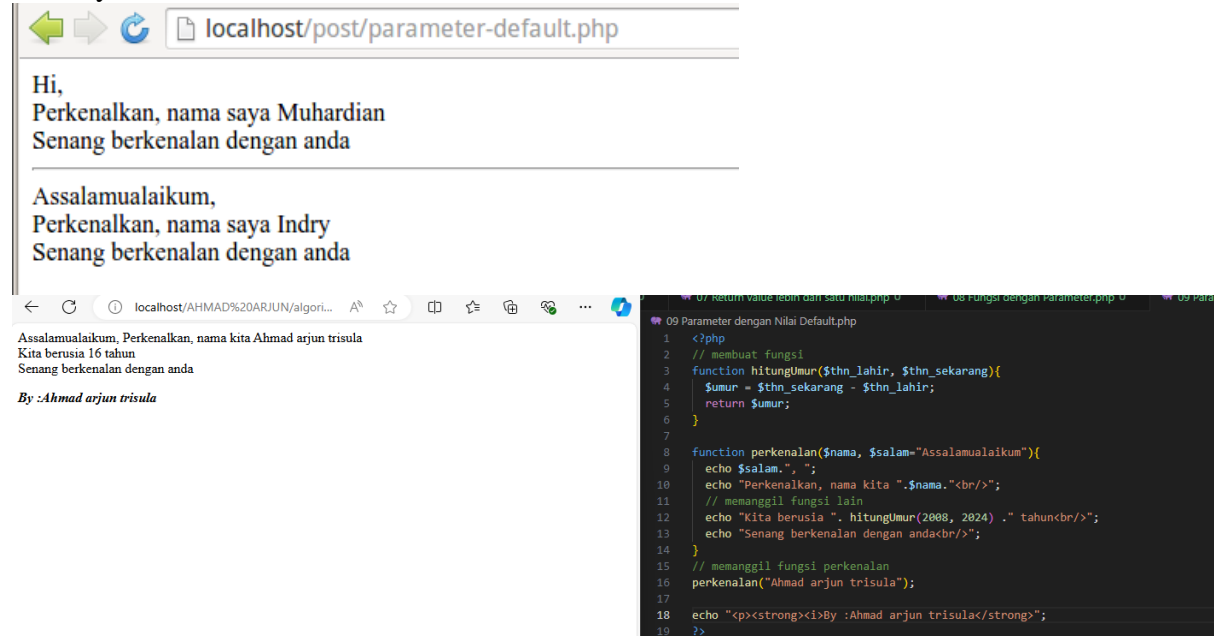 localhost/post/parameter-default.php
Hi,
Perkenalkan, nama saya Muhardian
Senang berkenalan dengan anda
Assalamualaikum,
Perkenalkan, nama saya Indry
Senang berkenalan dengan anda
localhost/AHMAD%20ARJUN/algori...
Assalamualaikum, Perkenalkan, nama kita Ahmad arjun trisula
Kita berusia 16 tahun
Senang berkenalan dengan anda
By :Ahmad arjun trisula
07 Return value lebih dari satu nilai.php U 08 Fungsi dengan Parameter.php U 09 Para
09 Parameter dengan Nilai Default.php
1 <?php
2 // membuat fungsi
3 function hitungUmur($thn_lahir, $thn_sekarang){
4 $umur = $thn_sekarang - $thn_lahir;
5 return $umur;
6 }
7
8 function perkenalan($nama, $salam="Assalamualaikum"){
9 echo $salam.", ";
10 echo "Perkenalkan, nama kita ".$nama."<br/>";
11 // memanggil fungsi lain
12 echo "Kita berusia ". hitungUmur(2008, 2024) ." tahun<br/>";
13 echo "Senang berkenalan dengan anda<br/>";
14 }
15 // memanggil fungsi perkenalan
16 perkenalan("Ahmad arjun trisula");
17
18 echo "<p><strong><i>By :Ahmad arjun trisula</strong>";
19 ?>